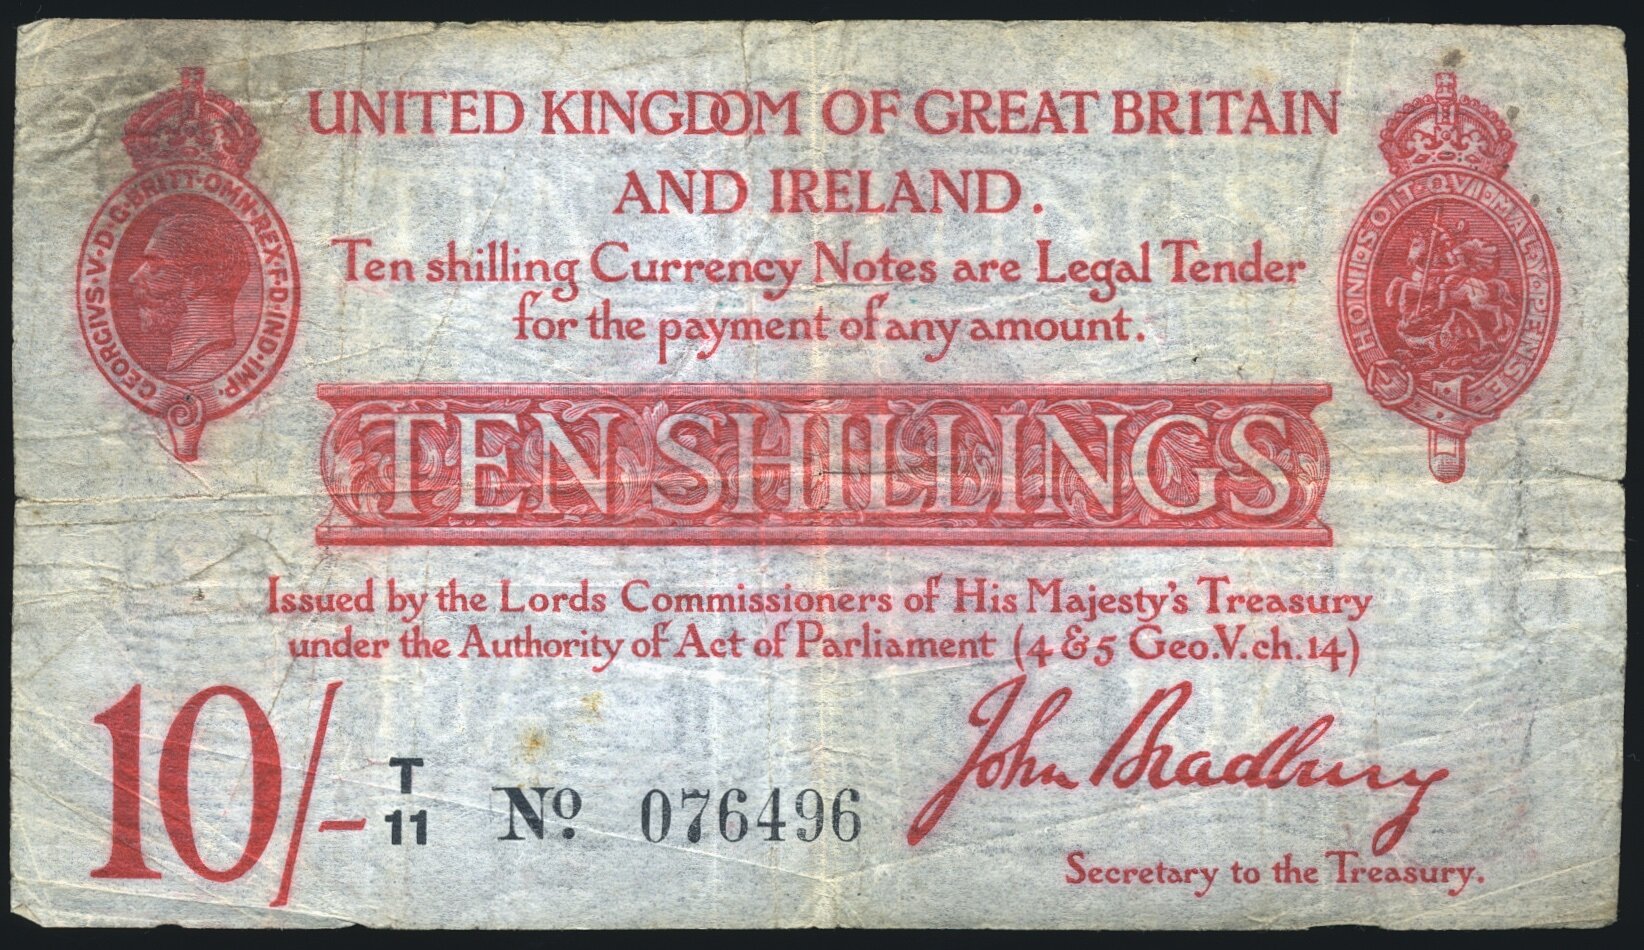 UNITED KINGDOM OF GREAT BRITAIN
AND IRELAND.
GEORGIVS·V·D·G·BRITT·OMN·REX·F·D·IND·IMP·
HONI·SOIT·QVI·MAL·Y·PENSE
Ten shilling Currency Notes are Legal Tender
for the payment of any amount.
TEN SHILLINGS
Issued by the Lords Commissioners of His Majesty's Treasury
under the Authority of Act of Parliament (4 & 5 Geo.V.ch.14)
10/-
T
11
No. 076496
John Bradbury
Secretary to the Treasury.